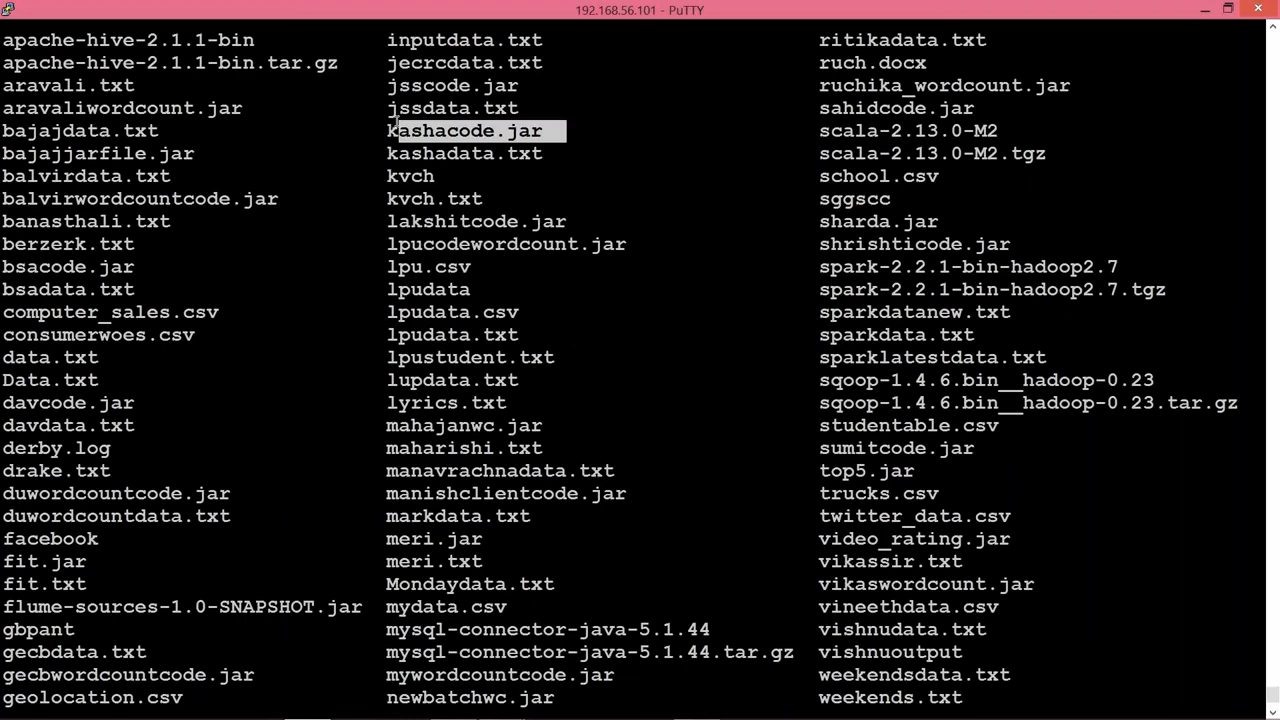 192.168.56.101 - PuTTY
apache-hive-2.1.1-bin inputdata.txt ritikadata.txt
apache-hive-2.1.1-bin.tar.gz jecrcdata.txt ruch.docx
aravali.txt jsscode.jar ruchika_wordcount.jar
aravaliwordcount.jar jssdata.txt sahidcode.jar
bajajdata.txt kashacode.jar scala-2.13.0-M2
bajajjarfile.jar kashadata.txt scala-2.13.0-M2.tgz
balvirdata.txt kvch school.csv
balvirwordcountcode.jar kvch.txt sggscc
banasthali.txt lakshitcode.jar sharda.jar
berzerk.txt lpucodewordcount.jar shrishticode.jar
bsacode.jar lpu.csv spark-2.2.1-bin-hadoop2.7
bsadata.txt lpudata spark-2.2.1-bin-hadoop2.7.tgz
computer_sales.csv lpudata.csv sparkdatanew.txt
consumerwoes.csv lpudata.txt sparkdata.txt
data.txt lpustudent.txt sparklatestdata.txt
Data.txt lupdata.txt sqoop-1.4.6.bin__hadoop-0.23
davcode.jar lyrics.txt sqoop-1.4.6.bin__hadoop-0.23.tar.gz
davdata.txt mahajanwc.jar studentable.csv
derby.log maharishi.txt sumitcode.jar
drake.txt manavrachnadata.txt top5.jar
duwordcountcode.jar manishclientcode.jar trucks.csv
duwordcountdata.txt markdata.txt twitter_data.csv
facebook meri.jar video_rating.jar
fit.jar meri.txt vikassir.txt
fit.txt Mondaydata.txt vikaswordcount.jar
flume-sources-1.0-SNAPSHOT.jar mydata.csv vineethdata.csv
gbpant mysql-connector-java-5.1.44 vishnudata.txt
gecbdata.txt mysql-connector-java-5.1.44.tar.gz vishnuoutput
gecbwordcountcode.jar mywordcountcode.jar weekendsdata.txt
geolocation.csv newbatchwc.jar weekends.txt